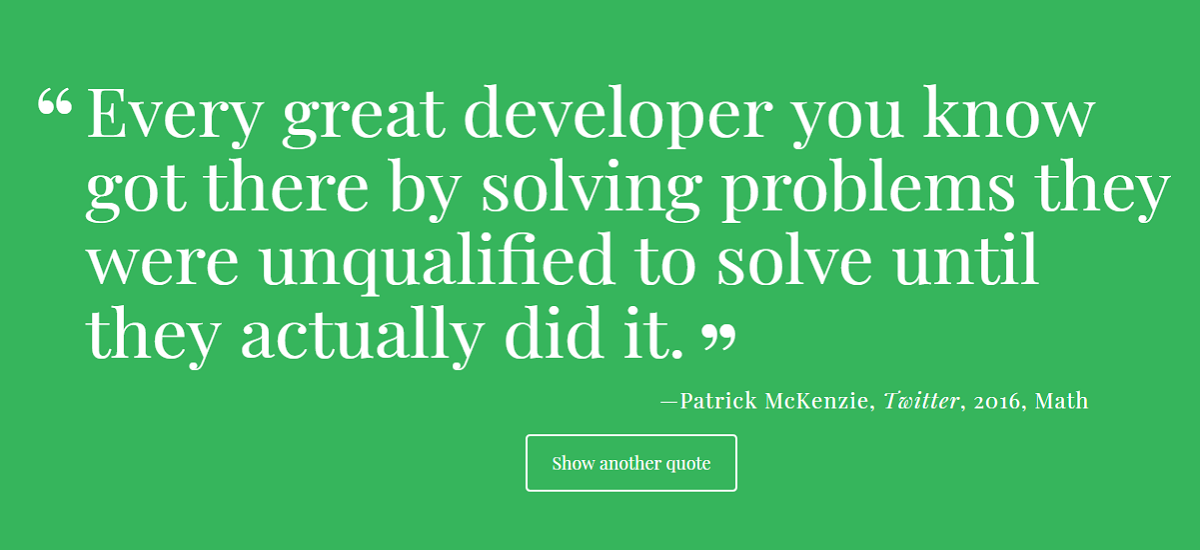 “ Every great developer you know
got there by solving problems they
were unqualified to solve until
they actually did it. ”
—Patrick McKenzie, Twitter, 2016, Math
Show another quote